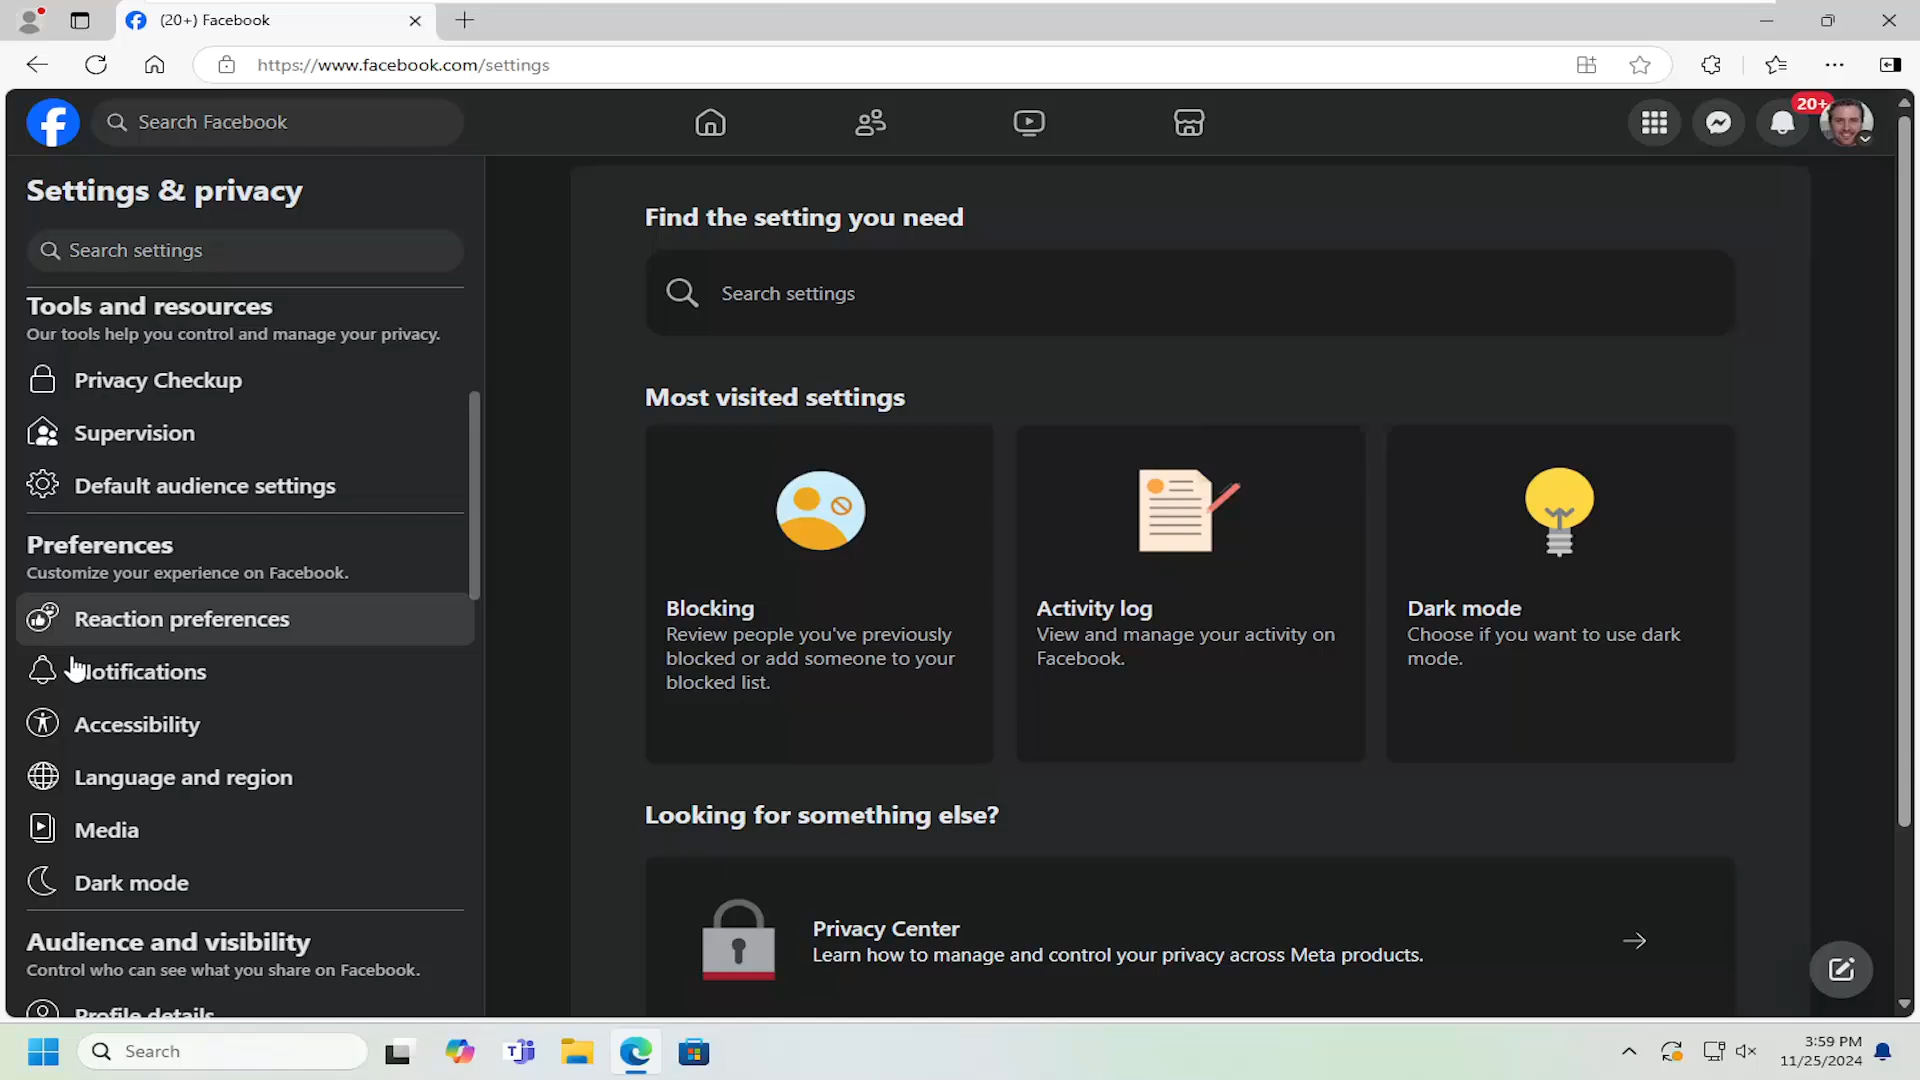 (20+) Facebook
https://www.facebook.com/settings
Search Facebook
20+
Settings & privacy
Search settings
Tools and resources
Our tools help you control and manage your privacy.
Privacy Checkup
Supervision
Default audience settings
Preferences
Customize your experience on Facebook.
Reaction preferences
Notifications
Accessibility
Language and region
Media
Dark mode
Audience and visibility
Control who can see what you share on Facebook.
Profile details
Find the setting you need
Search settings
Most visited settings
Blocking
Review people you've previously
blocked or add someone to your
blocked list.
Activity log
View and manage your activity on
Facebook.
Dark mode
Choose if you want to use dark
mode.
Looking for something else?
Privacy Center
Learn how to manage and control your privacy across Meta products.
Search
3:59 PM
11/25/2024